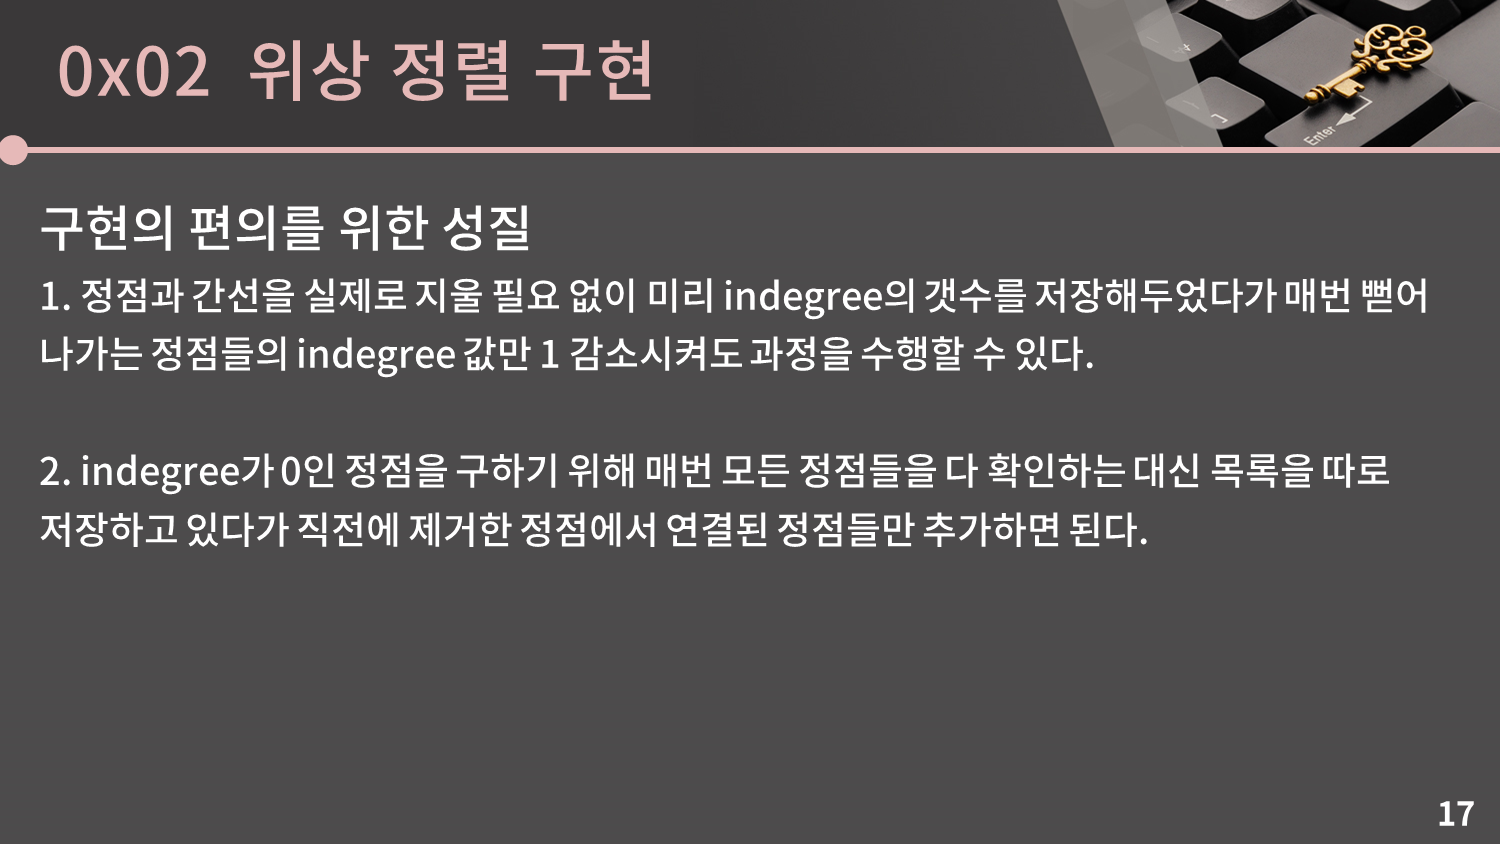 0x02 위상 정렬 구현
Enter
구현의 편의를 위한 성질
1. 정점과 간선을 실제로 지울 필요 없이 미리 indegree의 갯수를 저장해두었다가 매번 뻗어
나가는 정점들의 indegree 값만 1 감소시켜도 과정을 수행할 수 있다.
2. indegree가 0인 정점을 구하기 위해 매번 모든 정점들을 다 확인하는 대신 목록을 따로
저장하고 있다가 직전에 제거한 정점에서 연결된 정점들만 추가하면 된다.
17